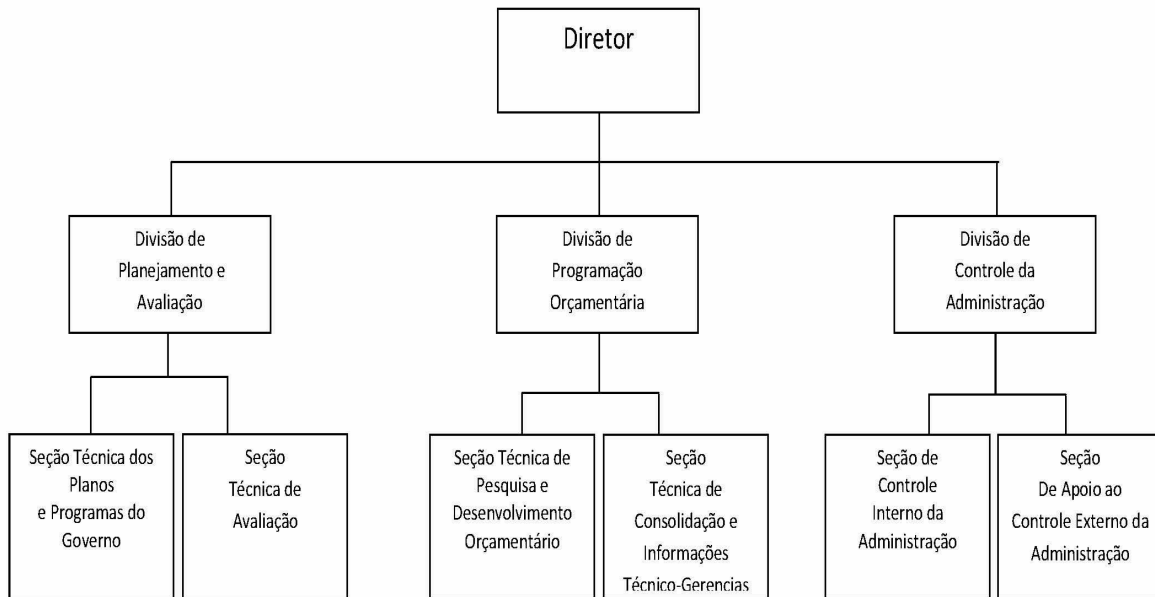 Diretor
Divisão de
Planejamento e
Avaliação
Divisão de
Programação
Orçamentária
Divisão de
Controle da
Administração
Seção Técnica dos
Planos
e Programas do
Governo
Seção
Técnica de
Avaliação
Seção Técnica de
Pesquisa e
Desenvolvimento
Orçamentário
Seção
Técnica de
Consolidação e
Informações
Técnico-Gerencias
Seção de
Controle
Interno da
Administração
Seção
De Apoio ao
Controle Externo da
Administração